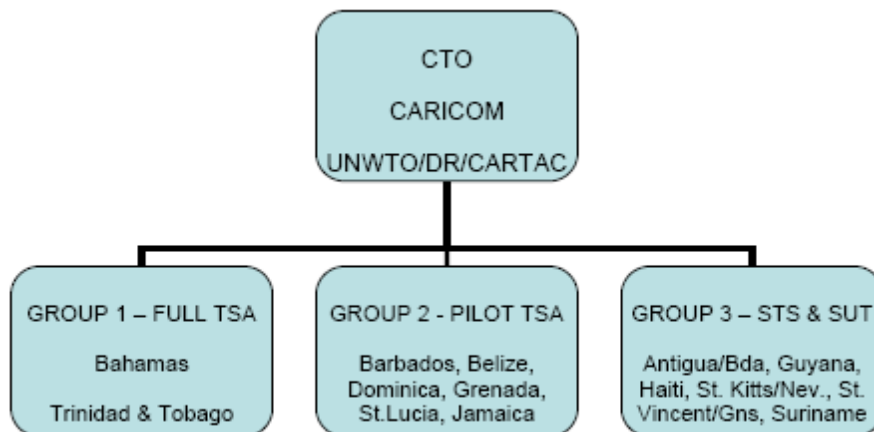 CTO
CARICOM
UNWTO/DR/CARTAC
GROUP 1 – FULL TSA
Bahamas
Trinidad & Tobago
GROUP 2 - PILOT TSA
Barbados, Belize,
Dominica, Grenada,
St.Lucia, Jamaica
GROUP 3 – STS & SUT
Antigua/Bda, Guyana,
Haiti, St. Kitts/Nev., St.
Vincent/Gns, Suriname